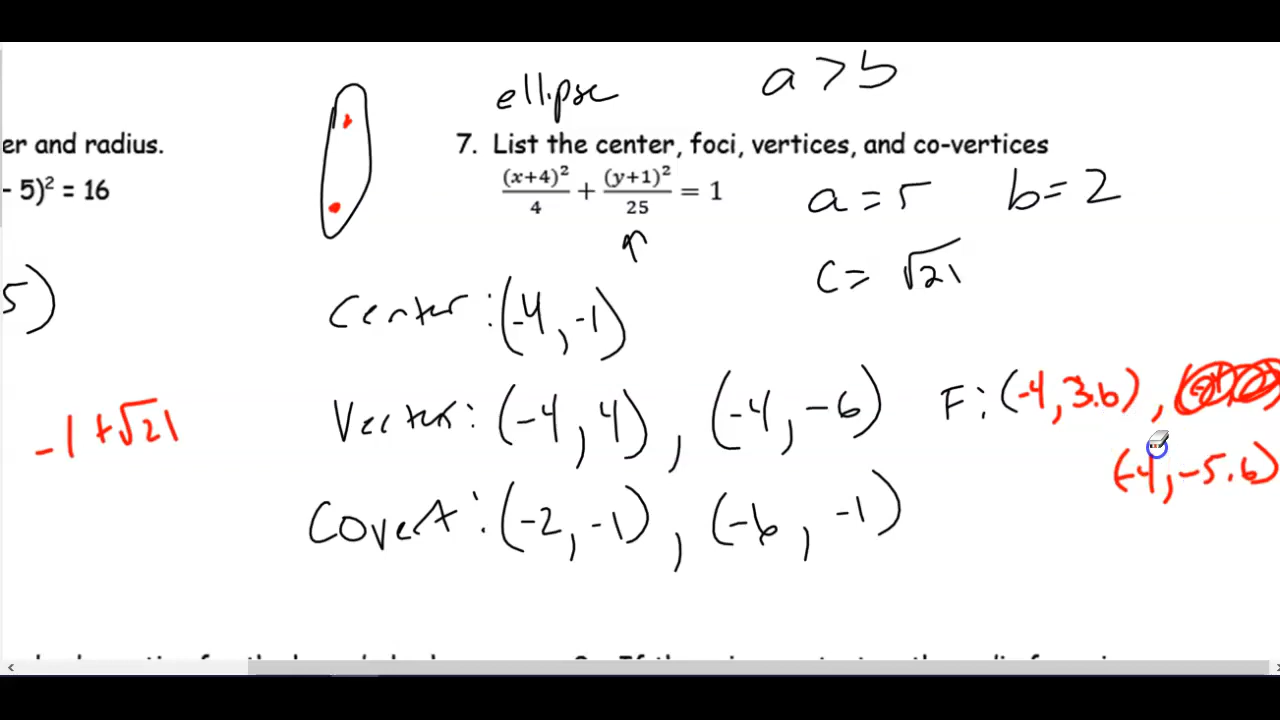 ellipse
a > b
er and radius.
7. List the center, foci, vertices, and co-vertices
- 5)² = 16
(x+4)²/4 + (y+1)²/25 = 1
a = 5
b = 2
c = √21
5)
Center: (-4, -1)
-1 + √21
Vertex: (-4, 4), (-4, -6)
F: (-4, 3.6),
(-4, -5.6)
Covert: (-2, -1), (-6, -1)